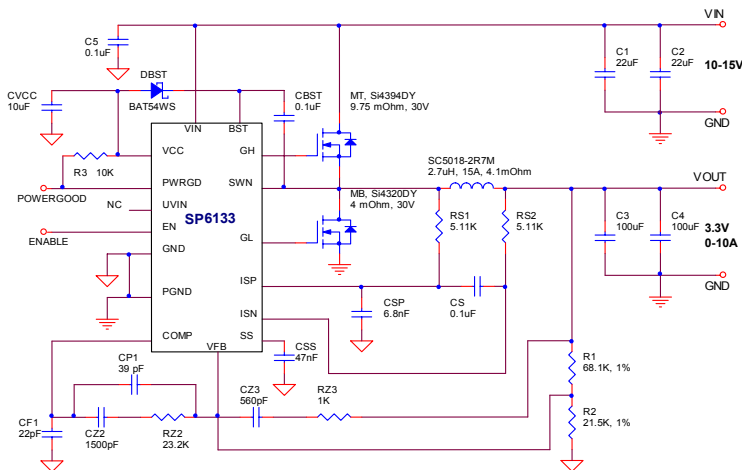 VIN
C5
0.1uF
C1
22uF
C2
22uF
10-15V
DBST
BAT54WS
CVCC
10uF
CBST
0.1uF
MT, Si4394DY
9.75 mOhm, 30V
GND
VIN
BST
VCC
GH
SC5018-2R7M
2.7uH, 15A, 4.1mOhm
R3 10K
PWRGD
SWN
VOUT
POWERGOOD
NC
UVIN
MB, Si4320DY
4 mOhm, 30V
SP6133
RS1
5.11K
RS2
5.11K
C3
100uF
C4
100uF
3.3V
0-10A
ENABLE
EN
GL
GND
GND
ISP
PGND
CSP
6.8nF
CS
0.1uF
ISN
COMP
SS
VFB
CSS
47nF
CP1
39 pF
R1
68.1K, 1%
CZ3
560pF
RZ3
1K
CF1
22pF
CZ2
1500pF
RZ2
23.2K
R2
21.5K, 1%